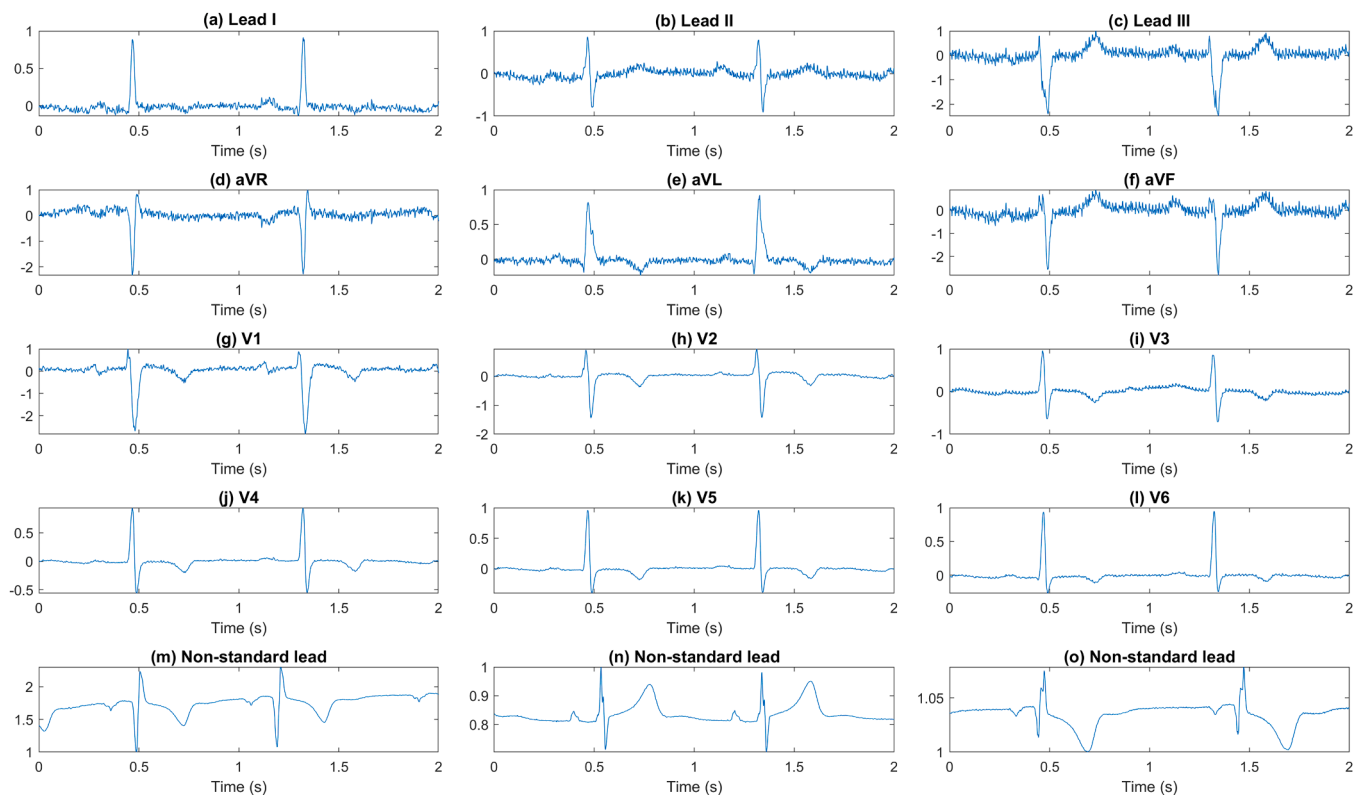 (a) Lead I
(b) Lead II
(c) Lead III
1
0.5
0
1
0
-1
1
0
-1
-2
0 0.5 1 1.5 2
0 0.5 1 1.5 2
0 0.5 1 1.5 2
Time (s)
Time (s)
Time (s)
(d) aVR
(e) aVL
(f) aVF
1
0
-1
-2
1
0.5
0
1
0
-1
-2
0 0.5 1 1.5 2
0 0.5 1 1.5 2
0 0.5 1 1.5 2
Time (s)
Time (s)
Time (s)
(g) V1
(h) V2
(i) V3
1
0
-1
-2
0
-1
-2
1
0
-1
0 0.5 1 1.5 2
0 0.5 1 1.5 2
0 0.5 1 1.5 2
Time (s)
Time (s)
Time (s)
(j) V4
(k) V5
(l) V6
0.5
0
-0.5
1
0.5
0
1
0.5
0
0 0.5 1 1.5 2
0 0.5 1 1.5 2
0 0.5 1 1.5 2
Time (s)
Time (s)
Time (s)
(m) Non-standard lead
(n) Non-standard lead
(o) Non-standard lead
2
1.5
1
1
0.9
0.8
1.05
1
0 0.5 1 1.5 2
0 0.5 1 1.5 2
0 0.5 1 1.5 2
Time (s)
Time (s)
Time (s)